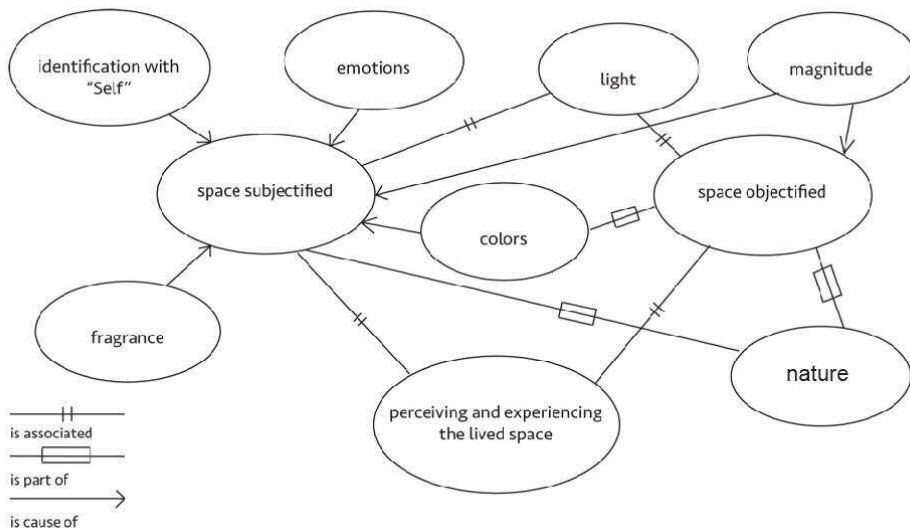 identification with
“Self”
emotions
light
magnitude
space subjectified
space objectified
colors
fragrance
nature
perceiving and experiencing
the lived space
is associated
is part of
is cause of